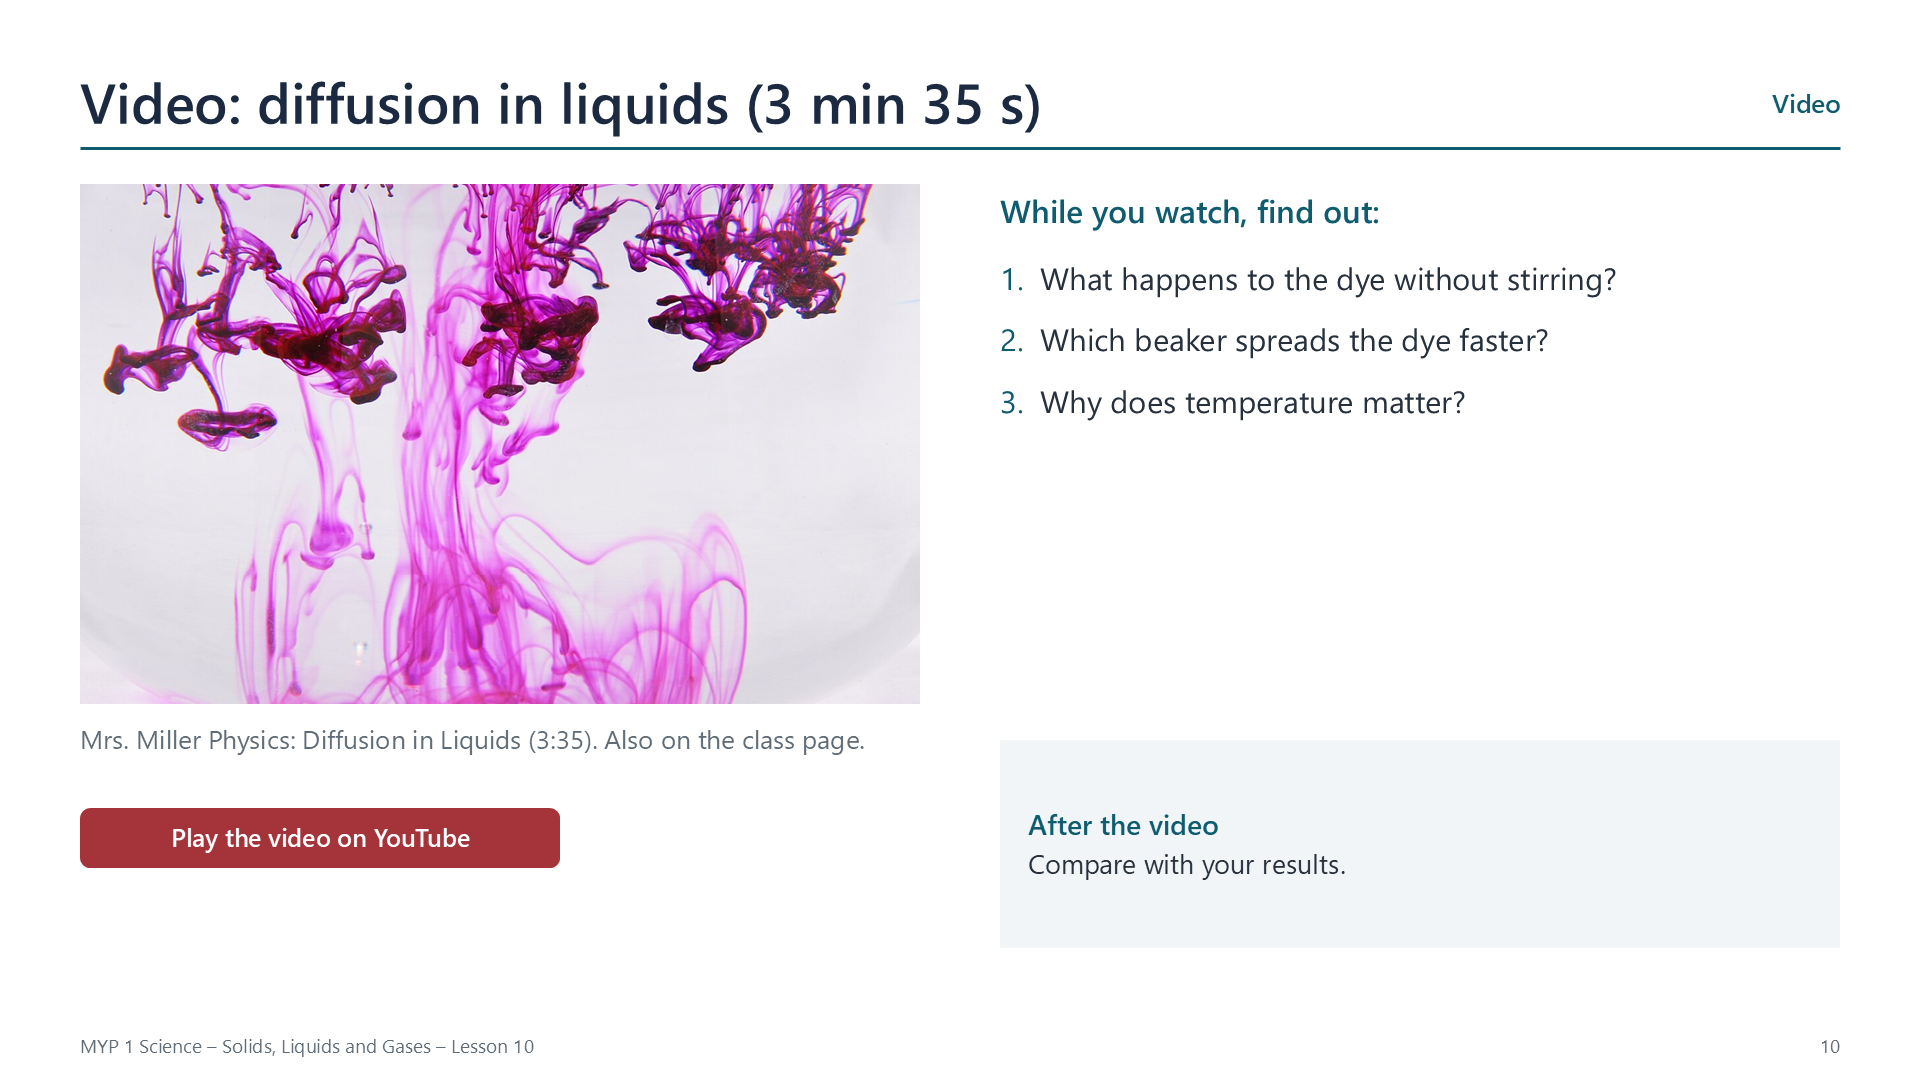 Video: diffusion in liquids (3 min 35 s)
Video
While you watch, find out:
1. What happens to the dye without stirring?
2. Which beaker spreads the dye faster?
3. Why does temperature matter?
Mrs. Miller Physics: Diffusion in Liquids (3:35). Also on the class page.
Play the video on YouTube
After the video
Compare with your results.
MYP 1 Science – Solids, Liquids and Gases – Lesson 10
10